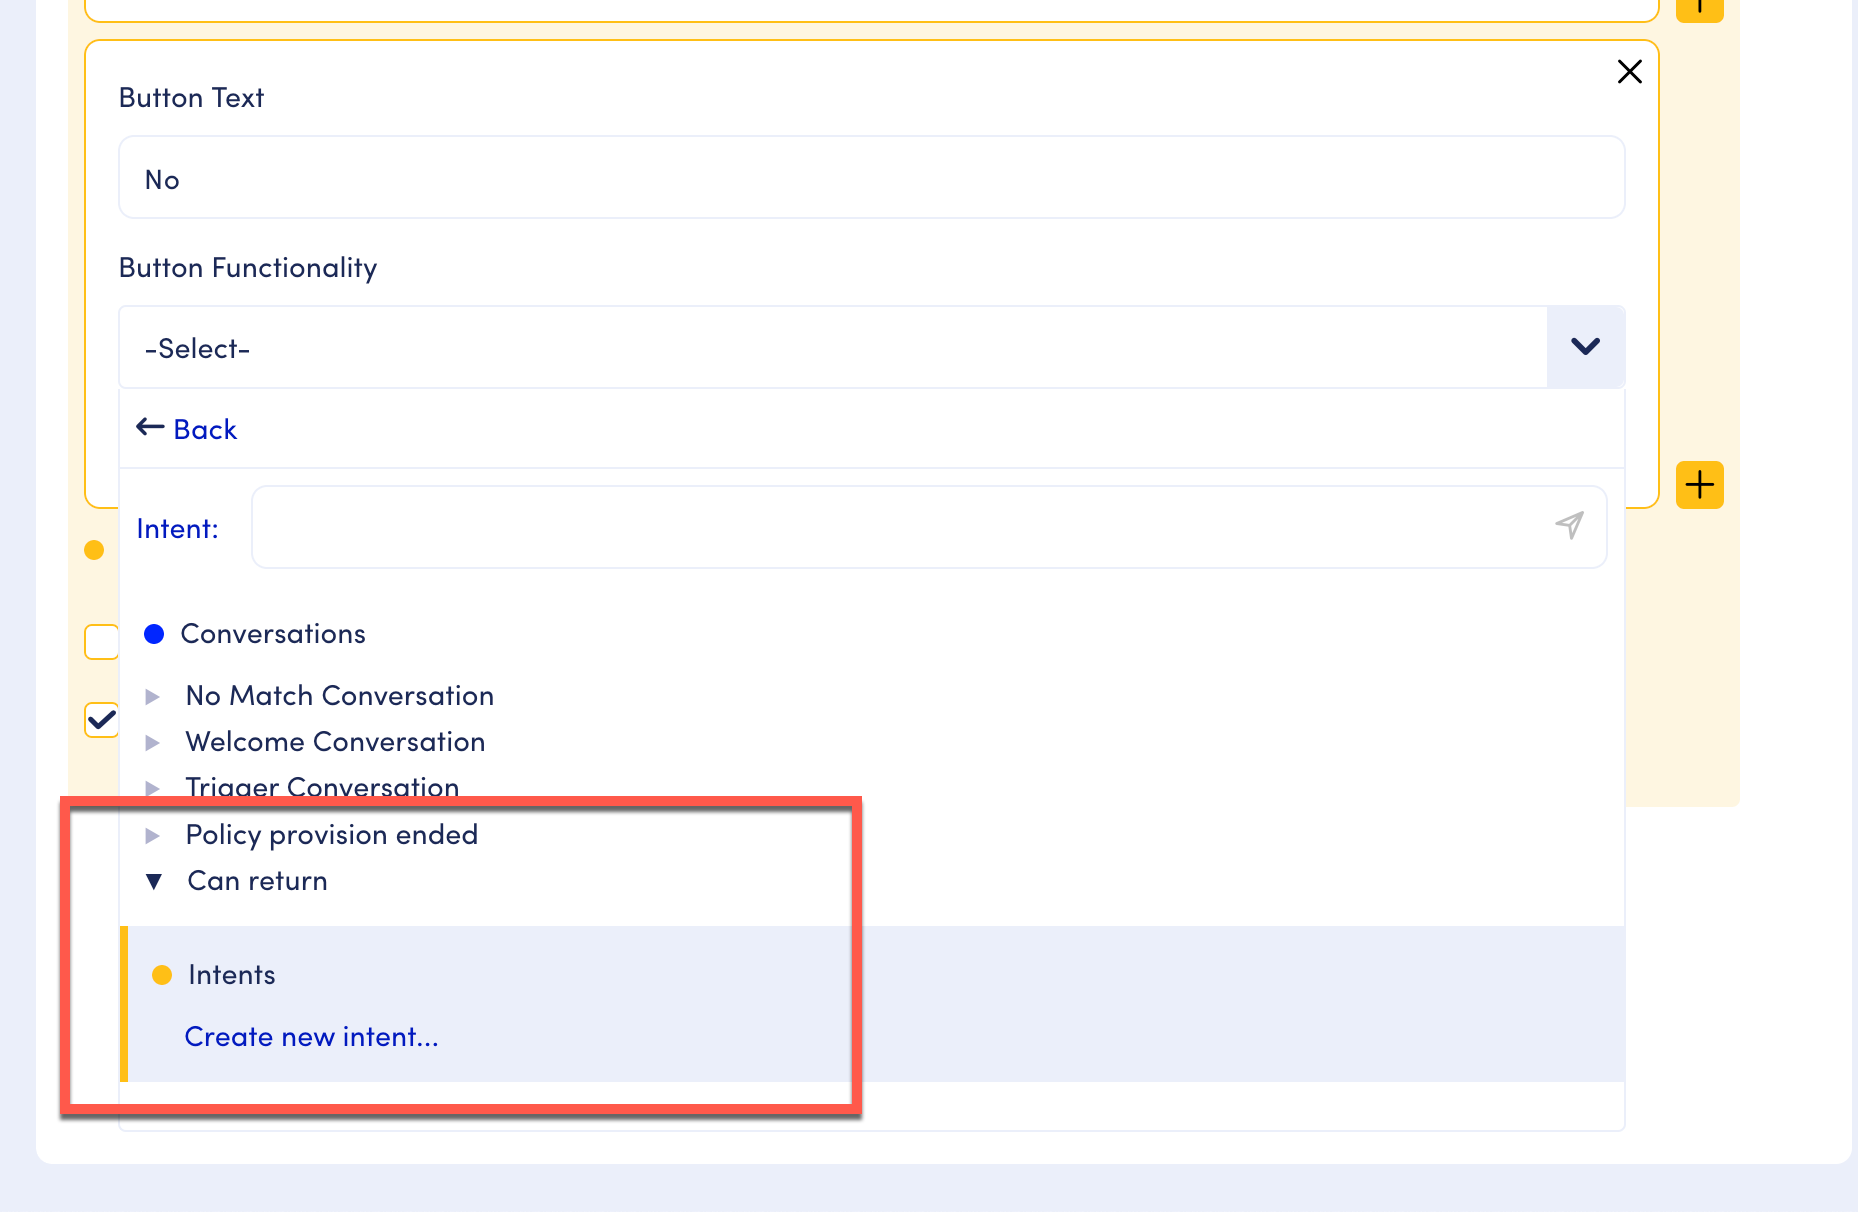 Button Text
No
Button Functionality
-Select-
Back
Intent:
Conversations
No Match Conversation
Welcome Conversation
Trigger Conversation
Policy provision ended
Can return
Intents
Create new intent...